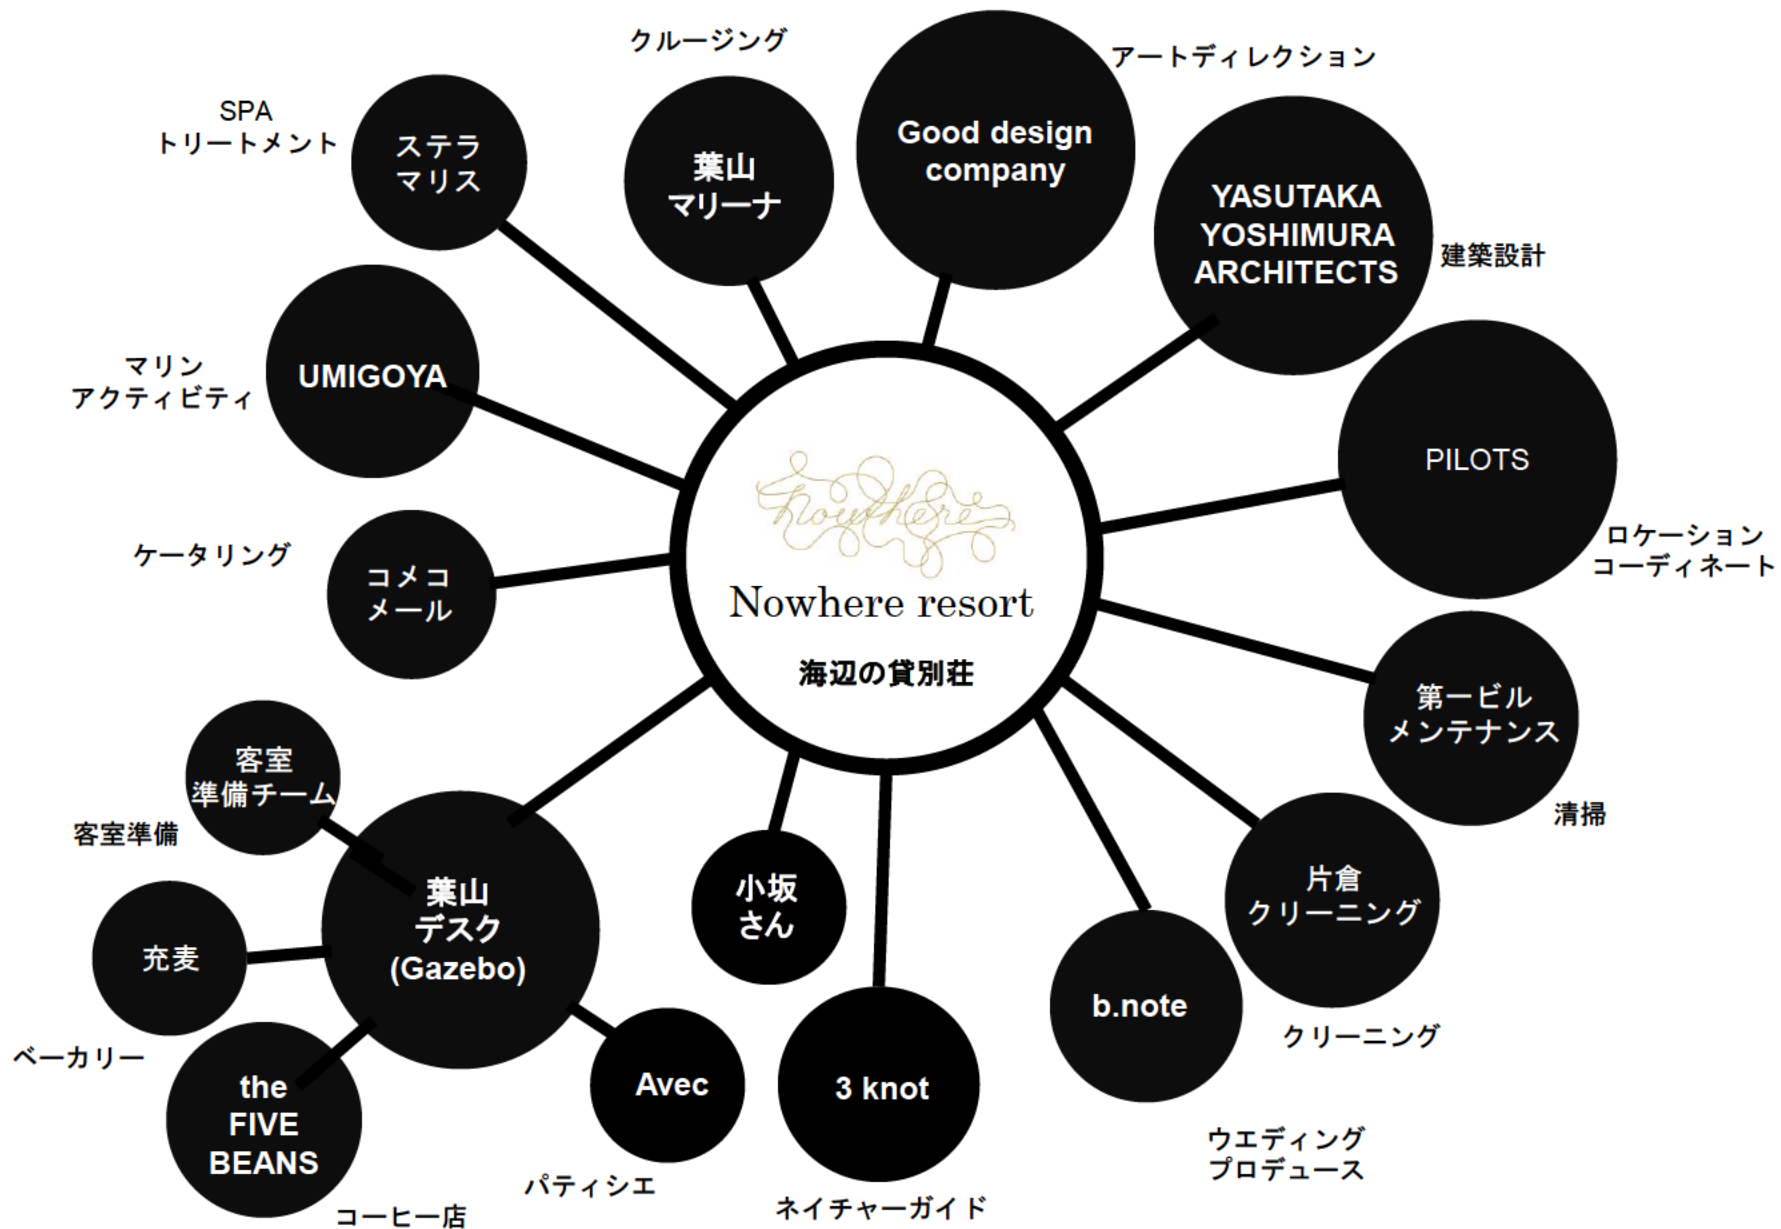 クルージング
アートディレクション
SPA
トリートメント
ステラ
マリス
葉山
マリーナ
Good design
company
YASUTAKA
YOSHIMURA
ARCHITECTS
建築設計
マリン
アクティビティ
UMIGOYA
PILOTS
ロケーション
コーディネート
ケータリング
コメコ
メール
nowhere
Nowhere resort
海辺の貸別荘
第一ビル
メンテナンス
清掃
客室
準備チーム
客室準備
葉山
デスク
(Gazebo)
小坂
さん
片倉
クリーニング
クリーニング
充麦
ベーカリー
the
FIVE
BEANS
コーヒー店
Avec
パティシエ
3 knot
ネイチャーガイド
b.note
ウエディング
プロデュース